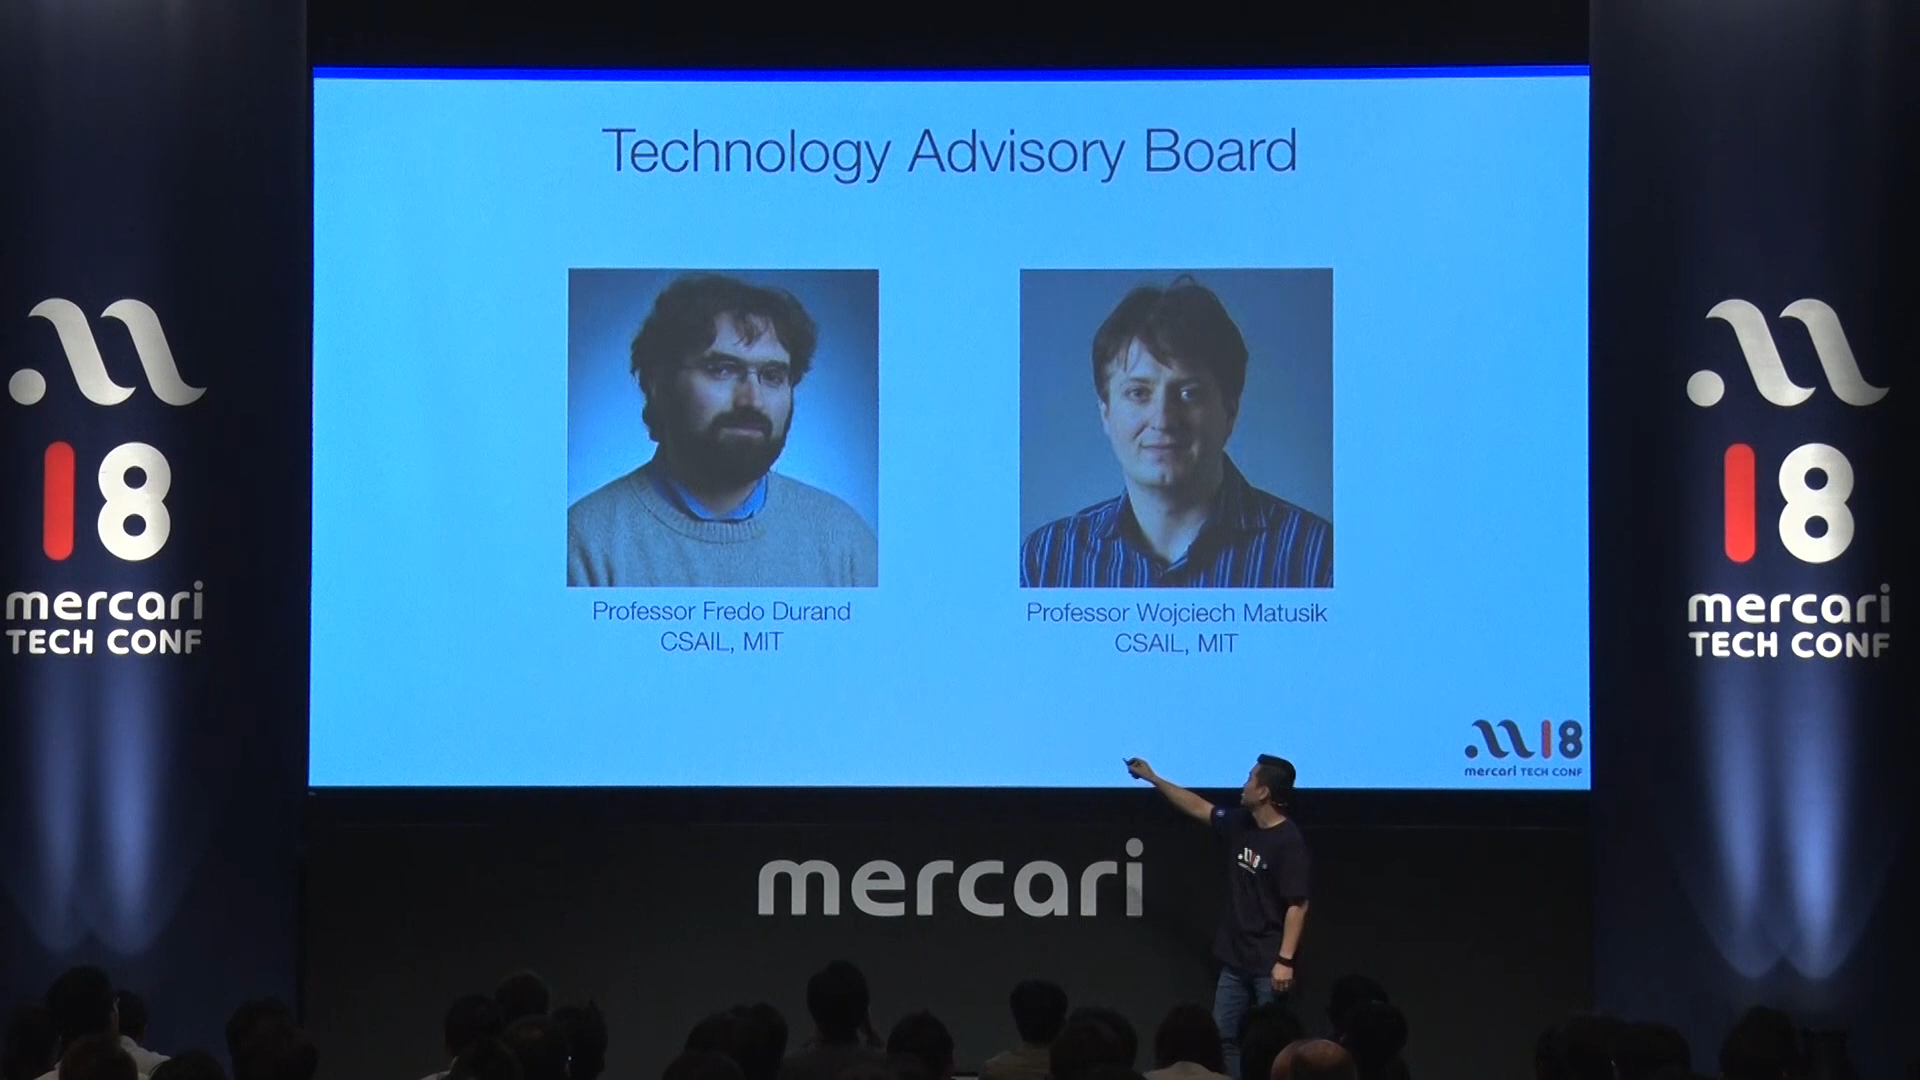 Technology Advisory Board
Professor Fredo Durand
CSAIL, MIT
Professor Wojciech Matusik
CSAIL, MIT
18
mercari TECH CONF
18
mercari
TECH CONF
18
mercari
TECH CONF
mercari